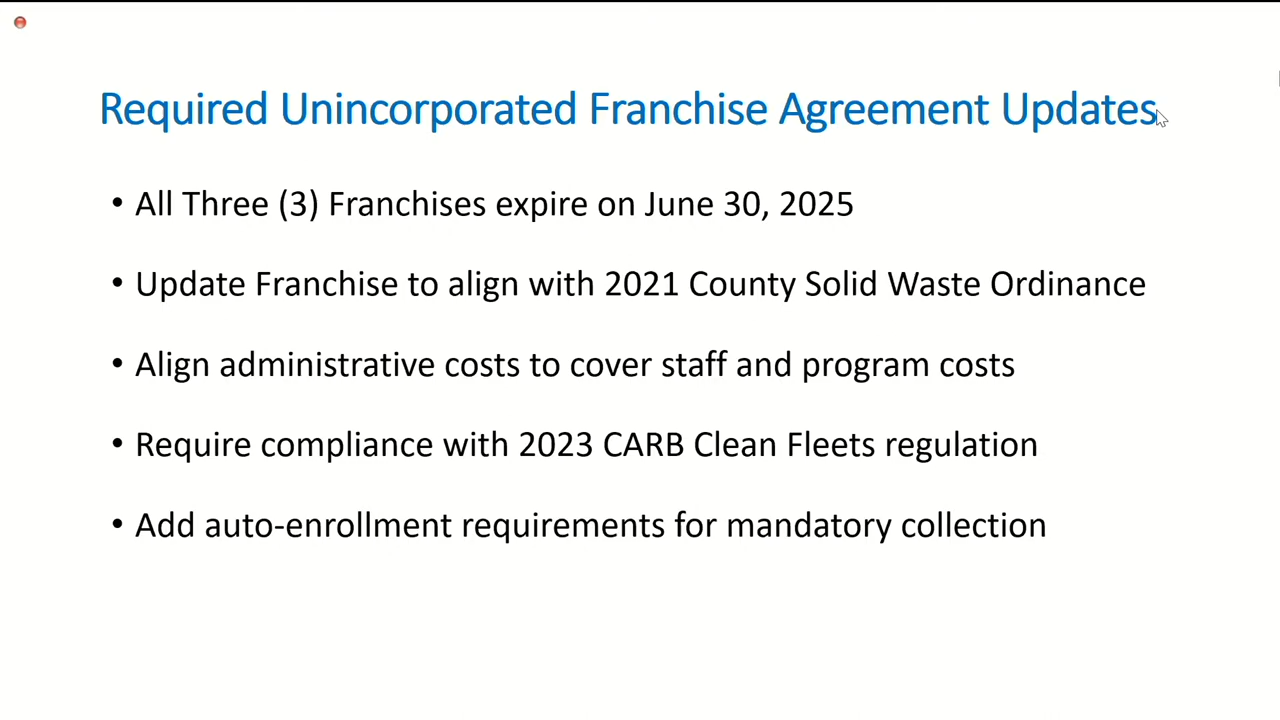 Required Unincorporated Franchise Agreement Updates
• All Three (3) Franchises expire on June 30, 2025
• Update Franchise to align with 2021 County Solid Waste Ordinance
• Align administrative costs to cover staff and program costs
• Require compliance with 2023 CARB Clean Fleets regulation
• Add auto-enrollment requirements for mandatory collection